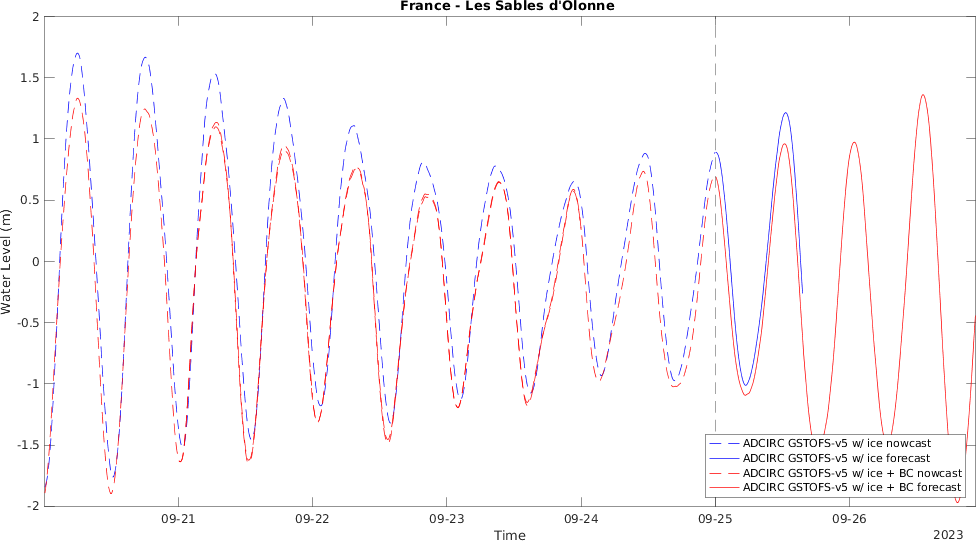 France - Les Sables d'Olonne
2
1.5
1
0.5
0
-0.5
-1
-1.5
-2
Water Level (m)
09-21
09-22
09-23
09-24
09-25
09-26
Time
2023
ADCIRC GSTOFS-v5 w/ ice nowcast
ADCIRC GSTOFS-v5 w/ ice forecast
ADCIRC GSTOFS-v5 w/ ice + BC nowcast
ADCIRC GSTOFS-v5 w/ ice + BC forecast